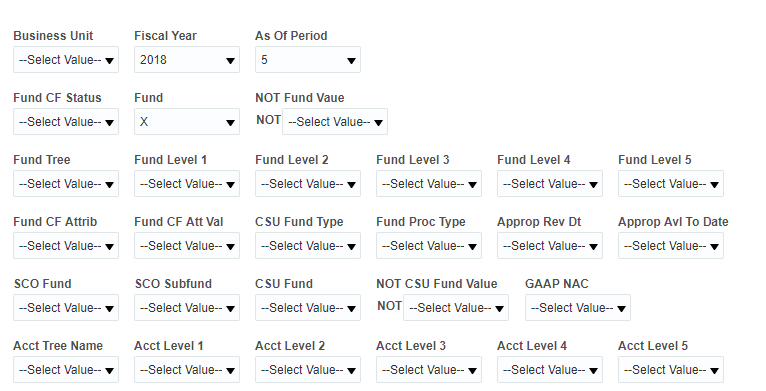 Business Unit Fiscal Year As Of Period
--Select Value-- 2018 5
Fund CF Status Fund NOT Fund Vaue
--Select Value-- X NOT --Select Value--
Fund Tree Fund Level 1 Fund Level 2 Fund Level 3 Fund Level 4 Fund Level 5
--Select Value-- --Select Value-- --Select Value-- --Select Value-- --Select Value-- --Select Value--
Fund CF Attrib Fund CF Att Val CSU Fund Type Fund Proc Type Approp Rev Dt Approp Avl To Date
--Select Value-- --Select Value-- --Select Value-- --Select Value-- --Select Value-- --Select Value--
SCO Fund SCO Subfund CSU Fund NOT CSU Fund Value GAAP NAC
--Select Value-- --Select Value-- --Select Value-- NOT --Select Value-- --Select Value--
Acct Tree Name Acct Level 1 Acct Level 2 Acct Level 3 Acct Level 4 Acct Level 5
--Select Value-- --Select Value-- --Select Value-- --Select Value-- --Select Value-- --Select Value--